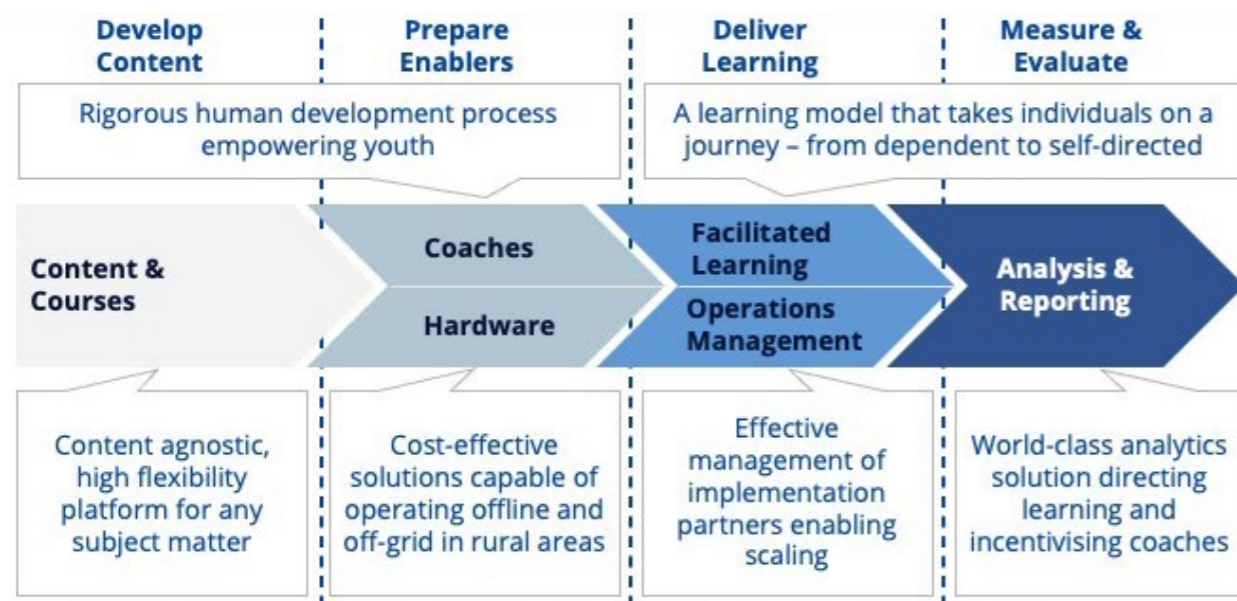 Develop
Content
Prepare
Enablers
Deliver
Learning
Measure &
Evaluate
Rigorous human development process
empowering youth
A learning model that takes individuals on a
journey – from dependent to self-directed
Content &
Courses
Coaches
Hardware
Facilitated
Learning
Operations
Management
Analysis &
Reporting
Content agnostic,
high flexibility
platform for any
subject matter
Cost-effective
solutions capable of
operating offline and
off-grid in rural areas
Effective
management of
implementation
partners enabling
scaling
World-class analytics
solution directing
learning and
incentivising coaches